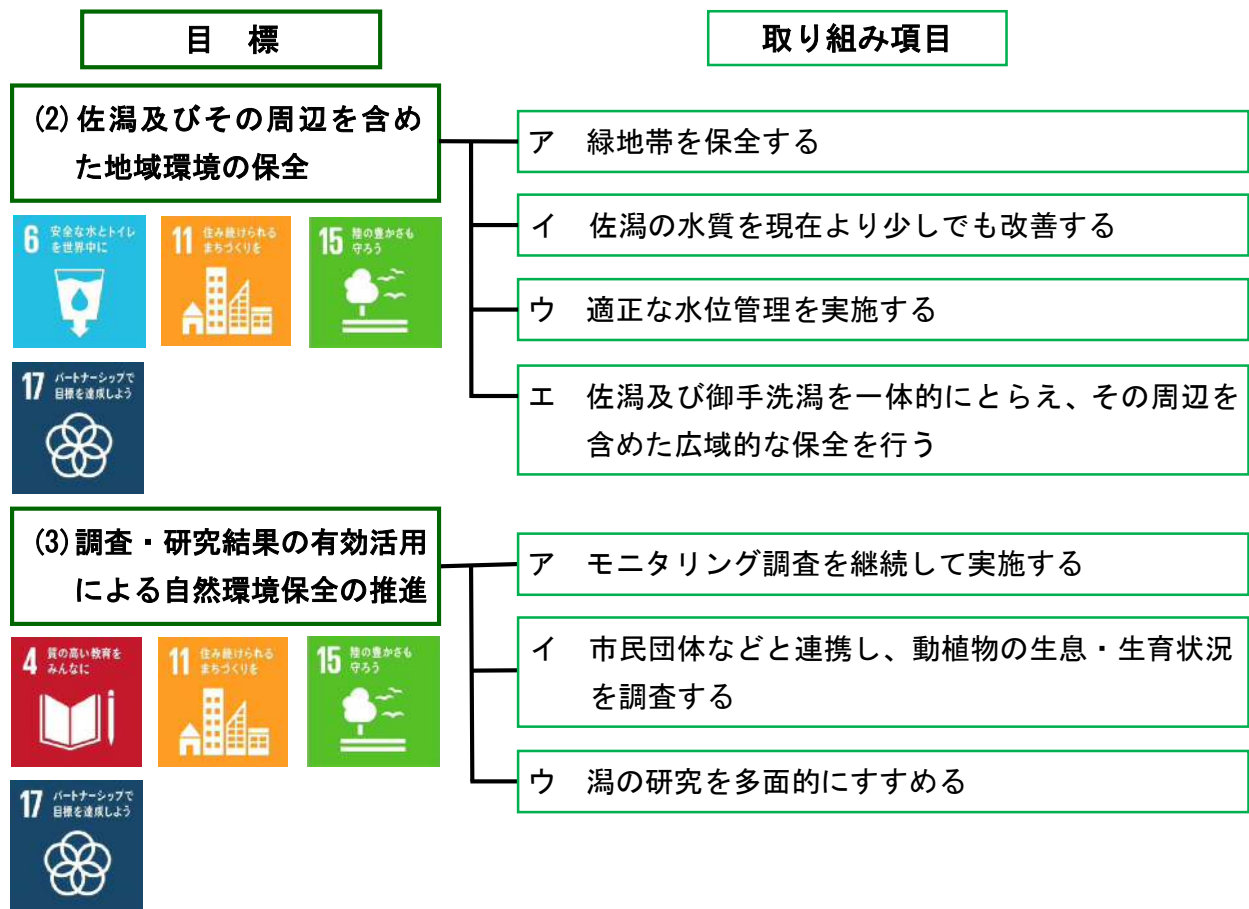 目　標
取り組み項目
(2) 佐潟及びその周辺を含め
た地域環境の保全
ア　緑地帯を保全する
イ　佐潟の水質を現在より少しでも改善する
ウ　適正な水位管理を実施する
エ　佐潟及び御手洗潟を一体的にとらえ、その周辺を
含めた広域的な保全を行う
6 安全な水とトイレ
を世界中に
11 住み続けられる
まちづくりを
15 陸の豊かさも
守ろう
17 パートナーシップで
目標を達成しよう
(3) 調査・研究結果の有効活用
による自然環境保全の推進
ア　モニタリング調査を継続して実施する
イ　市民団体などと連携し、動植物の生息・生育状況
を調査する
ウ　潟の研究を多面的にすすめる
4 質の高い教育を
みんなに
11 住み続けられる
まちづくりを
15 陸の豊かさも
守ろう
17 パートナーシップで
目標を達成しよう